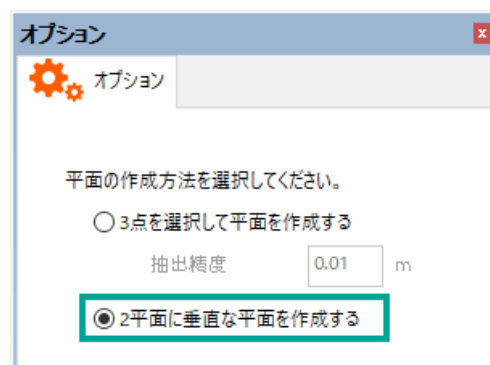 オプション
x
オプション
平面の作成方法を選択してください。
3点を選択して平面を作成する
抽出精度 0.01 m
2平面に垂直な平面を作成する